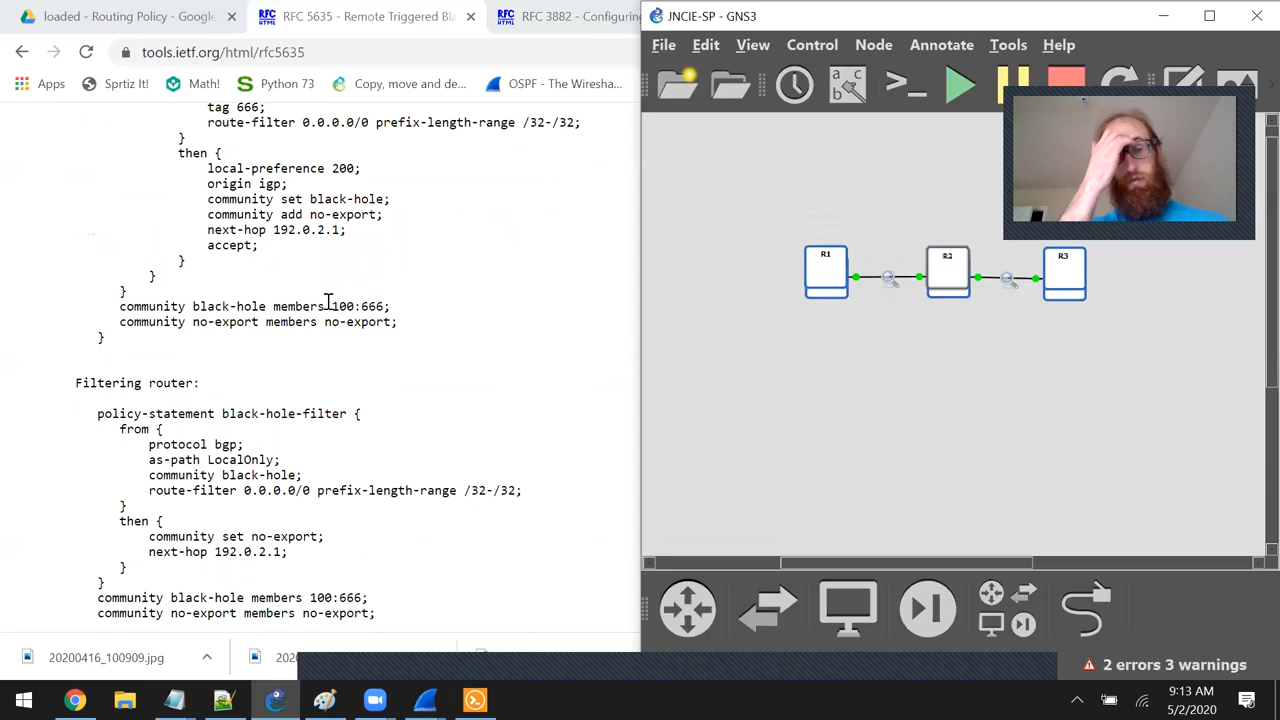 loaded - Routing Policy - Google
RFC 5635 - Remote Triggered Bla
RFC 3882 - Configurin
JNCIE-SP - GNS3
tools.ietf.org/html/rfc5635
File Edit View Control Node Annotate Tools Help
Apps
Sprtiz It!
Math!
Python 73
Copy, move and de...
OSPF - The Wiresha...
tag 666;
route-filter 0.0.0.0/0 prefix-length-range /32-/32;
}
then {
local-preference 200;
origin igp;
community set black-hole;
community add no-export;
next-hop 192.0.2.1;
accept;
}
}
}
community black-hole members 100:666;
community no-export members no-export;
}
Filtering router:
policy-statement black-hole-filter {
from {
protocol bgp;
as-path LocalOnly;
community black-hole;
route-filter 0.0.0.0/0 prefix-length-range /32-/32;
}
then {
community set no-export;
next-hop 192.0.2.1;
}
}
community black-hole members 100:666;
community no-export members no-export;
R1
R2
R3
20200416_100909.jpg
2 errors 3 warnings
9:13 AM
5/2/2020